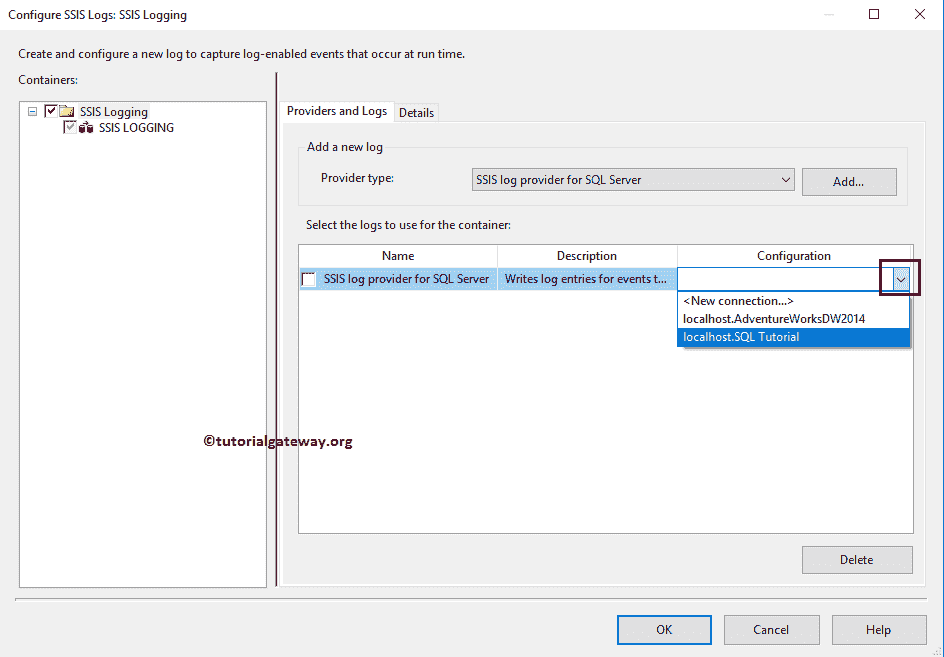 Configure SSIS Logs: SSIS Logging
Create and configure a new log to capture log-enabled events that occur at run time.
Containers:
SSIS Logging
SSIS LOGGING
Providers and Logs
Details
Add a new log
Provider type:
SSIS log provider for SQL Server
Add...
Select the logs to use for the container:
Name
Description
Configuration
SSIS log provider for SQL Server
Writes log entries for events t...
<New connection...>
localhost.AdventureWorksDW2014
localhost.SQL Tutorial
©tutorialgateway.org
Delete
OK
Cancel
Help